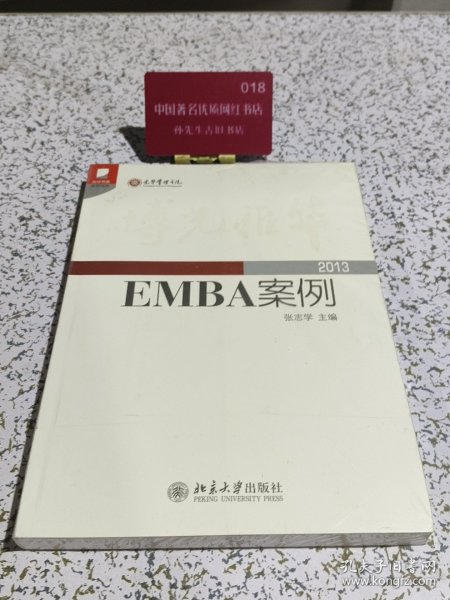 018
中国著名优质网红书店
孙先生古旧书店
光华管理学院
2013
EMBA案例
张志学 主编
北京大学出版社
PEKING UNIVERSITY PRESS
孔夫子旧书网
www.kongfz.com